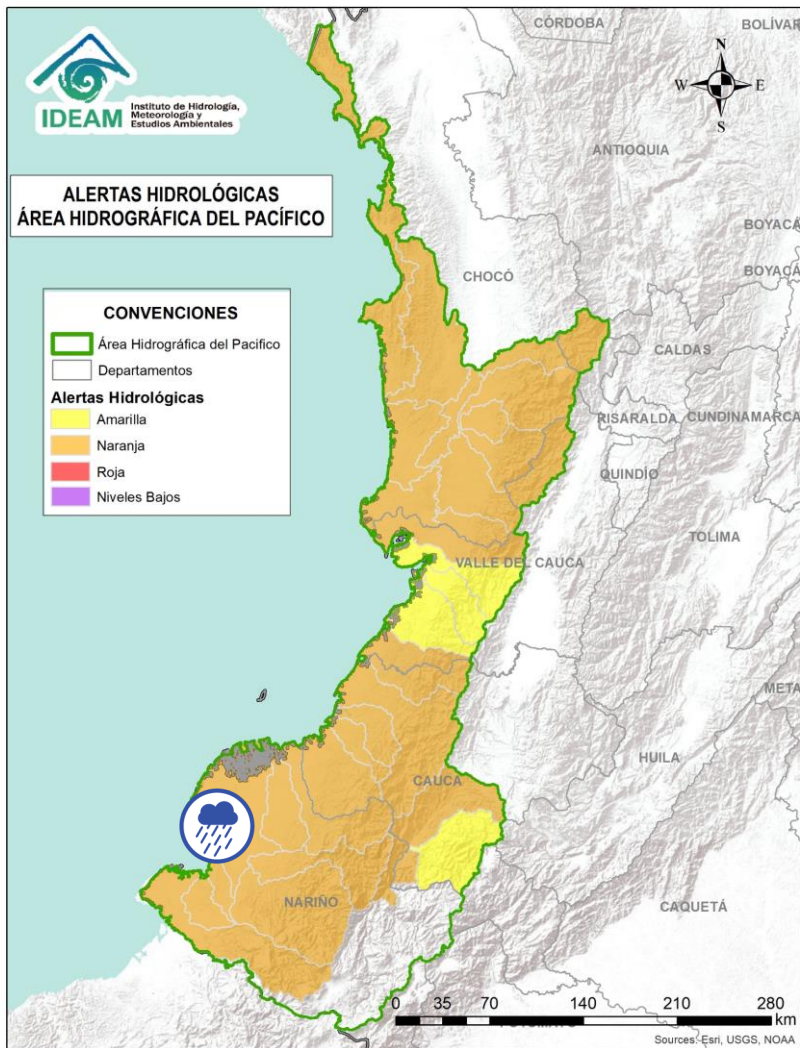 CÓRDOBA
BOLÍVAR
IDEAM
Instituto de Hidrología,
Meteorología y
Estudios Ambientales
N
W
E
S
ANTIOQUIA
ALERTAS HIDROLÓGICAS
ÁREA HIDROGRÁFICA DEL PACÍFICO
BOYACÁ
BOYACÁ
CHOCÓ
CONVENCIONES
Área Hidrográfica del Pacifico
Departamentos
Alertas Hidrológicas
Amarilla
Naranja
Roja
Niveles Bajos
CALDAS
RISARALDA
CUNDINAMARCA
QUINDÍO
TOLIMA
VALLE DEL CAUCA
META
HUILA
CAUCA
NARIÑO
CAQUETÁ
0 35 70 140 210 280
km
Sources: Esri, USGS, NOAA